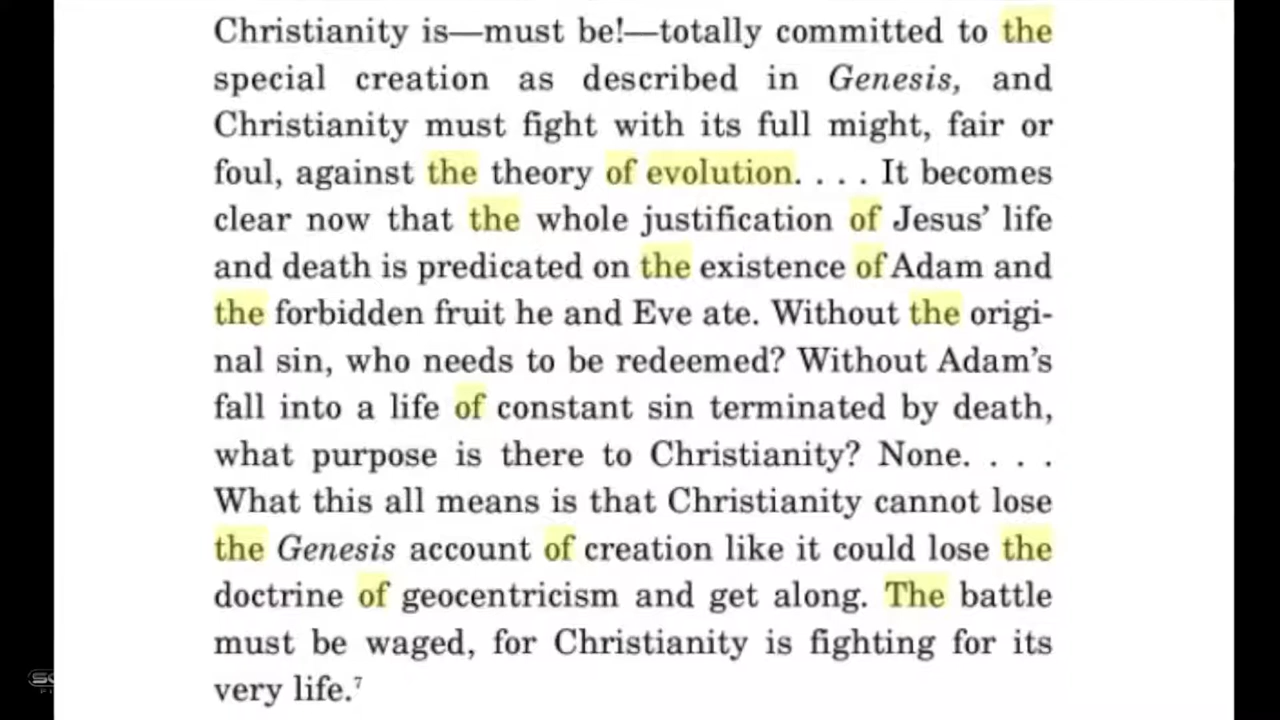 Christianity is—must be!—totally committed to the
special creation as described in Genesis, and
Christianity must fight with its full might, fair or
foul, against the theory of evolution. . . . It becomes
clear now that the whole justification of Jesus’ life
and death is predicated on the existence of Adam and
the forbidden fruit he and Eve ate. Without the origi-
nal sin, who needs to be redeemed? Without Adam’s
fall into a life of constant sin terminated by death,
what purpose is there to Christianity? None. . . .
What this all means is that Christianity cannot lose
the Genesis account of creation like it could lose the
doctrine of geocentricism and get along. The battle
must be waged, for Christianity is fighting for its
very life.⁷